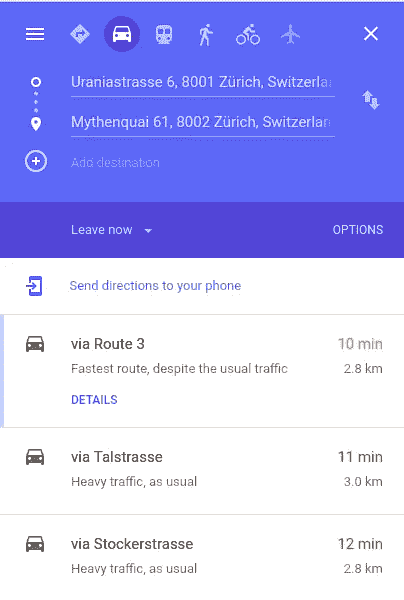 Uraniastrasse 6, 8001 Zürich, Switzerla
Mythenquai 61, 8002 Zürich, Switzerlar
Add destination
Leave now OPTIONS
Send directions to your phone
via Route 3 10 min
Fastest route, despite the usual traffic 2.8 km
DETAILS
via Talstrasse 11 min
Heavy traffic, as usual 3.0 km
via Stockerstrasse 12 min
Heavy traffic, as usual 2.8 km